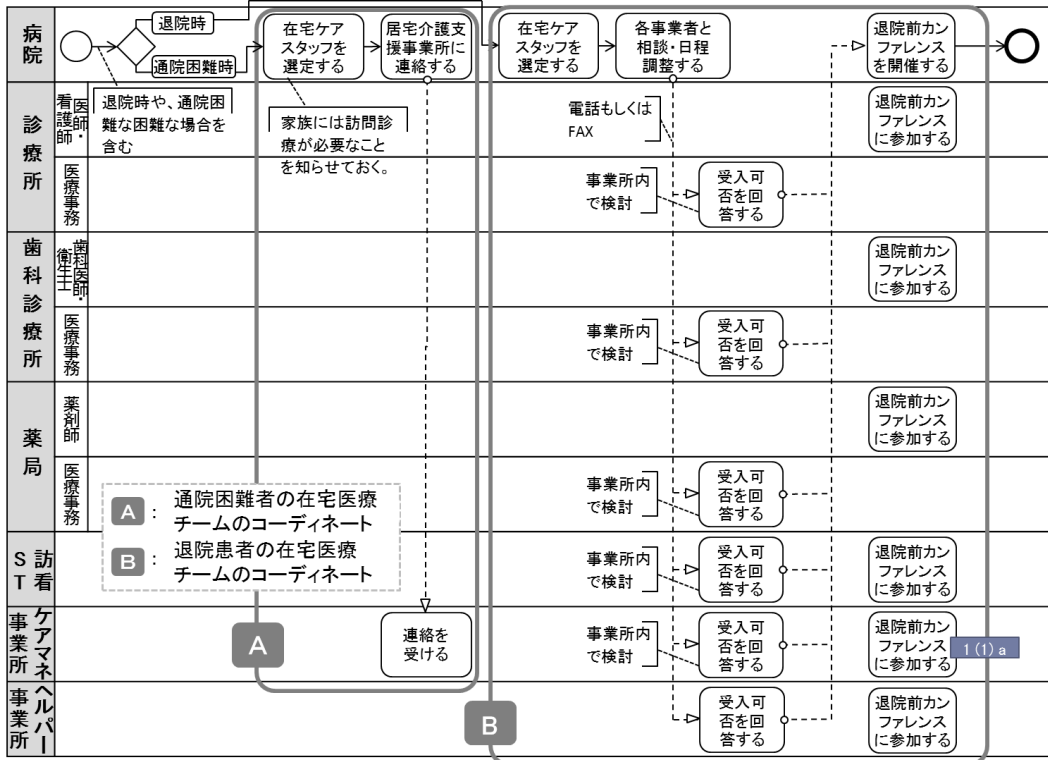 病院
退院時
通院困難時
在宅ケア
スタッフを
選定する
居宅介護支
援事業所に
連絡する
在宅ケア
スタッフを
選定する
各事業者と
相談・日程
調整する
退院前カン
ファレンス
を開催する
診療所
医師・
看護師
退院時や、通院困
難な困難な場合を
含む
家族には訪問診
療が必要なこと
を知らせておく。
電話もしくは
FAX
退院前カン
ファレンス
に参加する
医療事務
事業所内
で検討
受入可
否を回
答する
歯科診療所
歯科医師・
衛生士
退院前カン
ファレンス
に参加する
医療事務
事業所内
で検討
受入可
否を回
答する
薬局
薬剤師
退院前カン
ファレンス
に参加する
医療事務
事業所内
で検討
受入可
否を回
答する
A : 通院困難者の在宅医療
チームのコーディネート
B : 退院患者の在宅医療
チームのコーディネート
訪看
ST
事業所内
で検討
受入可
否を回
答する
退院前カン
ファレンス
に参加する
ケアマネ
事業所
A
連絡を
受ける
事業所内
で検討
受入可
否を回
答する
退院前カン
ファレンス
に参加する
1(1)a
ヘルパー
事業所
B
受入可
否を回
答する
退院前カン
ファレンス
に参加する